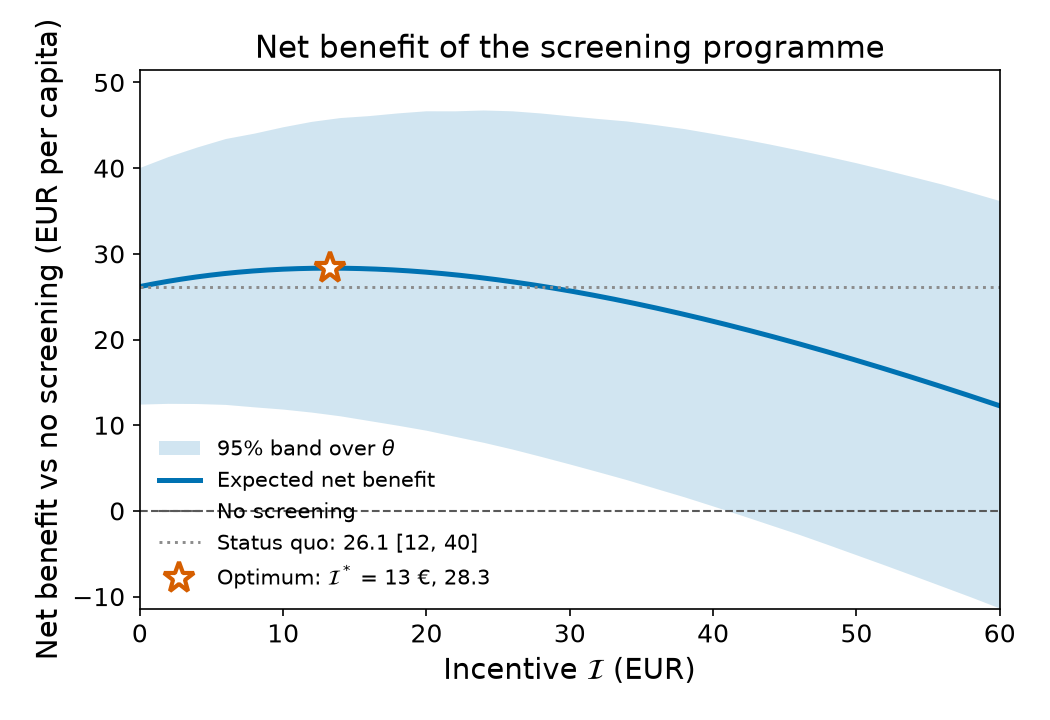 Net benefit of the screening programme
Net benefit vs no screening (EUR per capita)
50
40
30
20
10
0
−10
95% band over θ
Expected net benefit
No screening
Status quo: 26.1 [12, 40]
Optimum: ℐ* = 13 €, 28.3
0 10 20 30 40 50 60
Incentive ℐ (EUR)